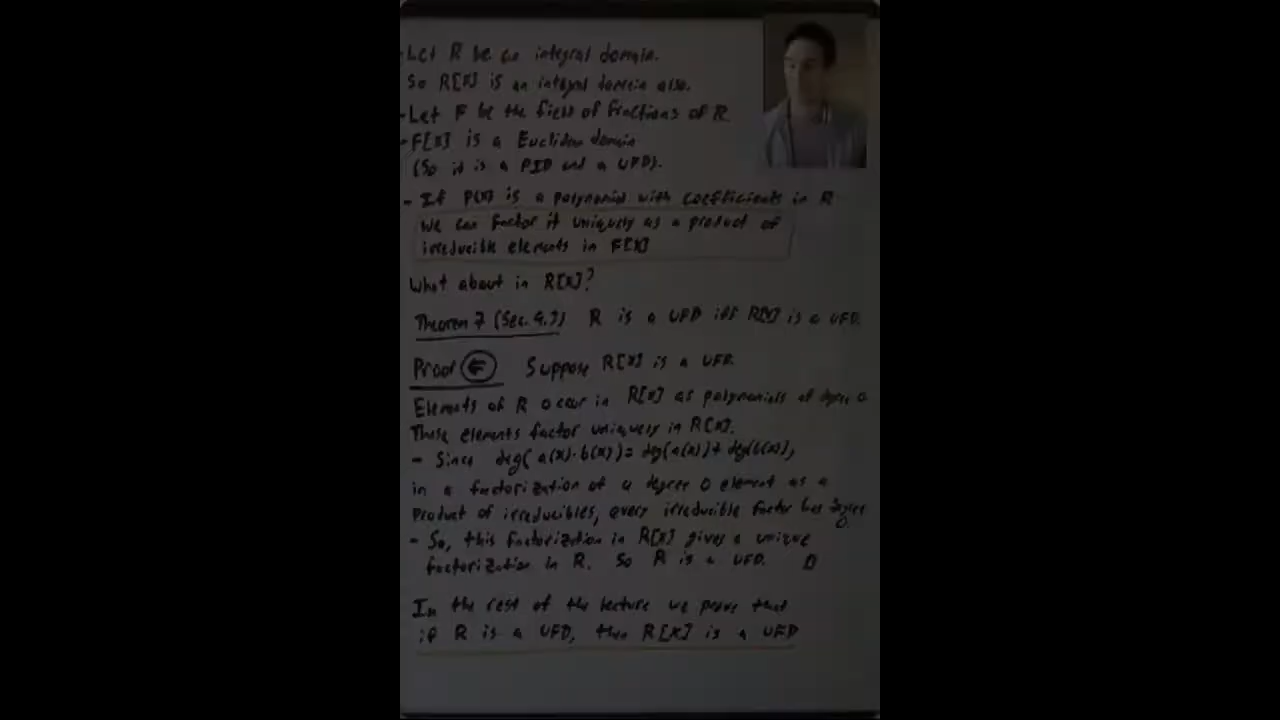 - Let R be an integral domain.
So R[x] is an integral domain also.
- Let F be the field of fractions of R.
- F[x] is a Euclidean domain
(So it is a PID and a UFD).
- If P(x) is a polynomial with coefficients in R
we can factor it uniquely as a product of
irreducible elements in F[x]
What about in R[x]?
Theorem 7 (Sec. 9.3) R is a UFD iff R[x] is a UFD.
Proof ⇐ Suppose R[x] is a UFD.
Elements of R occur in R[x] as polynomials of degree 0
These elements factor uniquely in R[x].
- Since deg(a(x)·b(x)) = deg(a(x)) + deg(b(x)),
in a factorization of a degree 0 element as a
product of irreducibles, every irreducible factor has degree
0.
- So, this factorization in R[x] gives a unique
factorization in R. So R is a UFD. □
In the rest of the lecture we prove that
if R is a UFD, then R[x] is a UFD